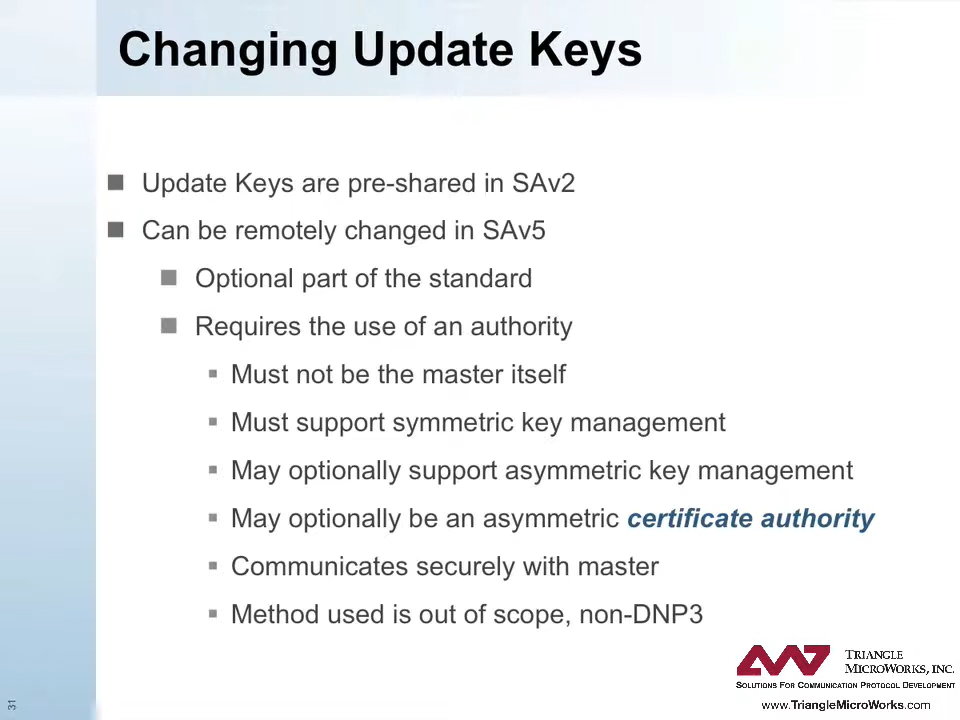 Changing Update Keys
Update Keys are pre-shared in SAv2
Can be remotely changed in SAv5
Optional part of the standard
Requires the use of an authority
Must not be the master itself
Must support symmetric key management
May optionally support asymmetric key management
May optionally be an asymmetric certificate authority
Communicates securely with master
Method used is out of scope, non-DNP3
TRIANGLE
MICROWORKS, INC.
SOLUTIONS FOR COMMUNICATION PROTOCOL DEVELOPMENT
www.TriangleMicroWorks.com
31